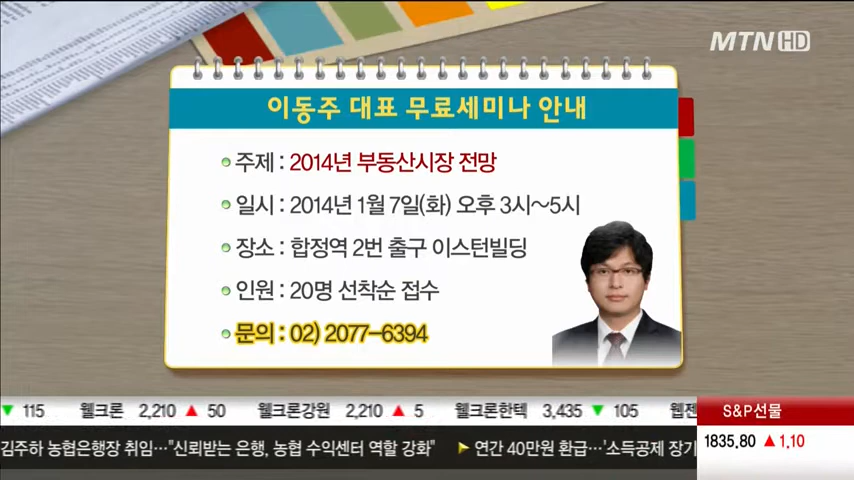 MTN HD
이동주 대표 무료세미나 안내
주제 : 2014년 부동산시장 전망
일시 : 2014년 1월 7일(화) 오후 3시~5시
장소 : 합정역 2번 출구 이스턴빌딩
인원 : 20명 선착순 접수
문의 : 02) 2077-6394
▼ 115 웰크론 2,210 ▲ 50 웰크론강원 2,210 ▲ 5 웰크론한텍 3,435 ▼ 105 웹젠
S&P선물
1835.80 ▲ 1.10
김주하 농협은행장 취임…"신뢰받는 은행, 농협 수익센터 역할 강화" ▶ 연간 40만원 환급…'소득공제 장기